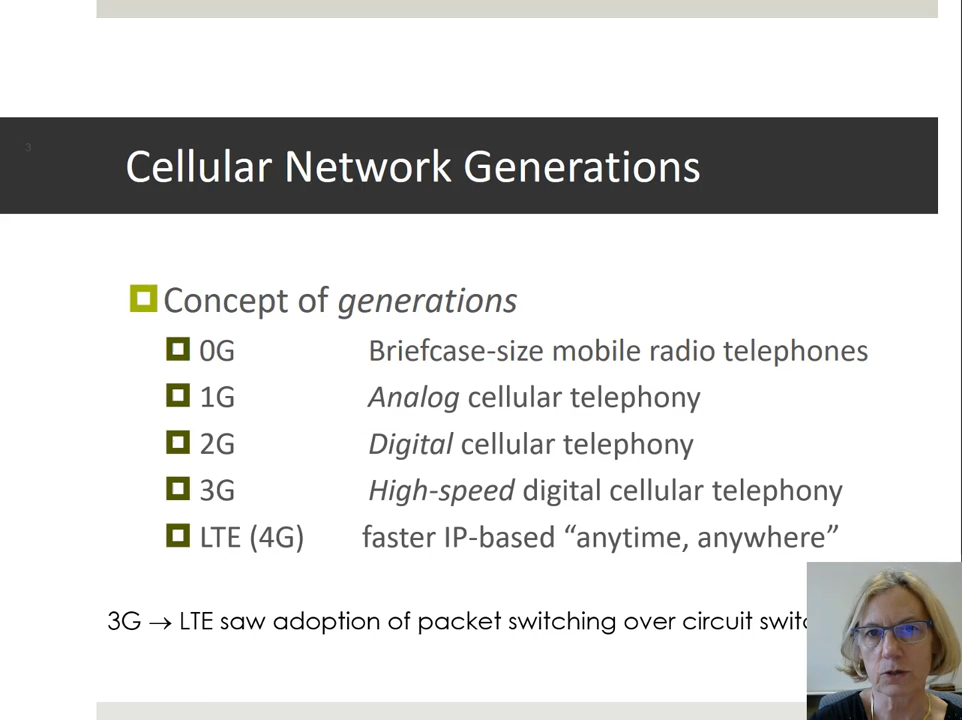 3
Cellular Network Generations
Concept of generations
0G Briefcase-size mobile radio telephones
1G Analog cellular telephony
2G Digital cellular telephony
3G High-speed digital cellular telephony
LTE (4G) faster IP-based “anytime, anywhere”
3G → LTE saw adoption of packet switching over circuit